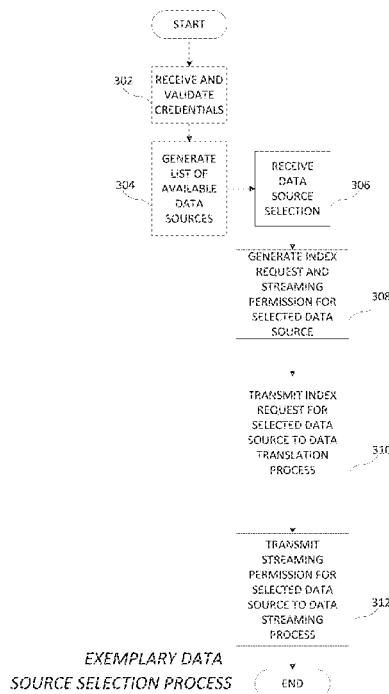 START
302
RECEIVE AND
VALIDATE
CREDENTIALS
304
GENERATE
LIST OF
AVAILABLE
DATA
SOURCES
RECEIVE
DATA
SOURCE
SELECTION
306
GENERATE INDEX
REQUEST AND
STREAMING
PERMISSION FOR
SELECTED DATA
SOURCE
308
TRANSMIT INDEX
REQUEST FOR
SELECTED DATA
SOURCE TO DATA
TRANSLATION
PROCESS
310
TRANSMIT
STREAMING
PERMISSION FOR
SELECTED DATA
SOURCE TO DATA
STREAMING
PROCESS
312
EXEMPLARY DATA
SOURCE SELECTION PROCESS
END